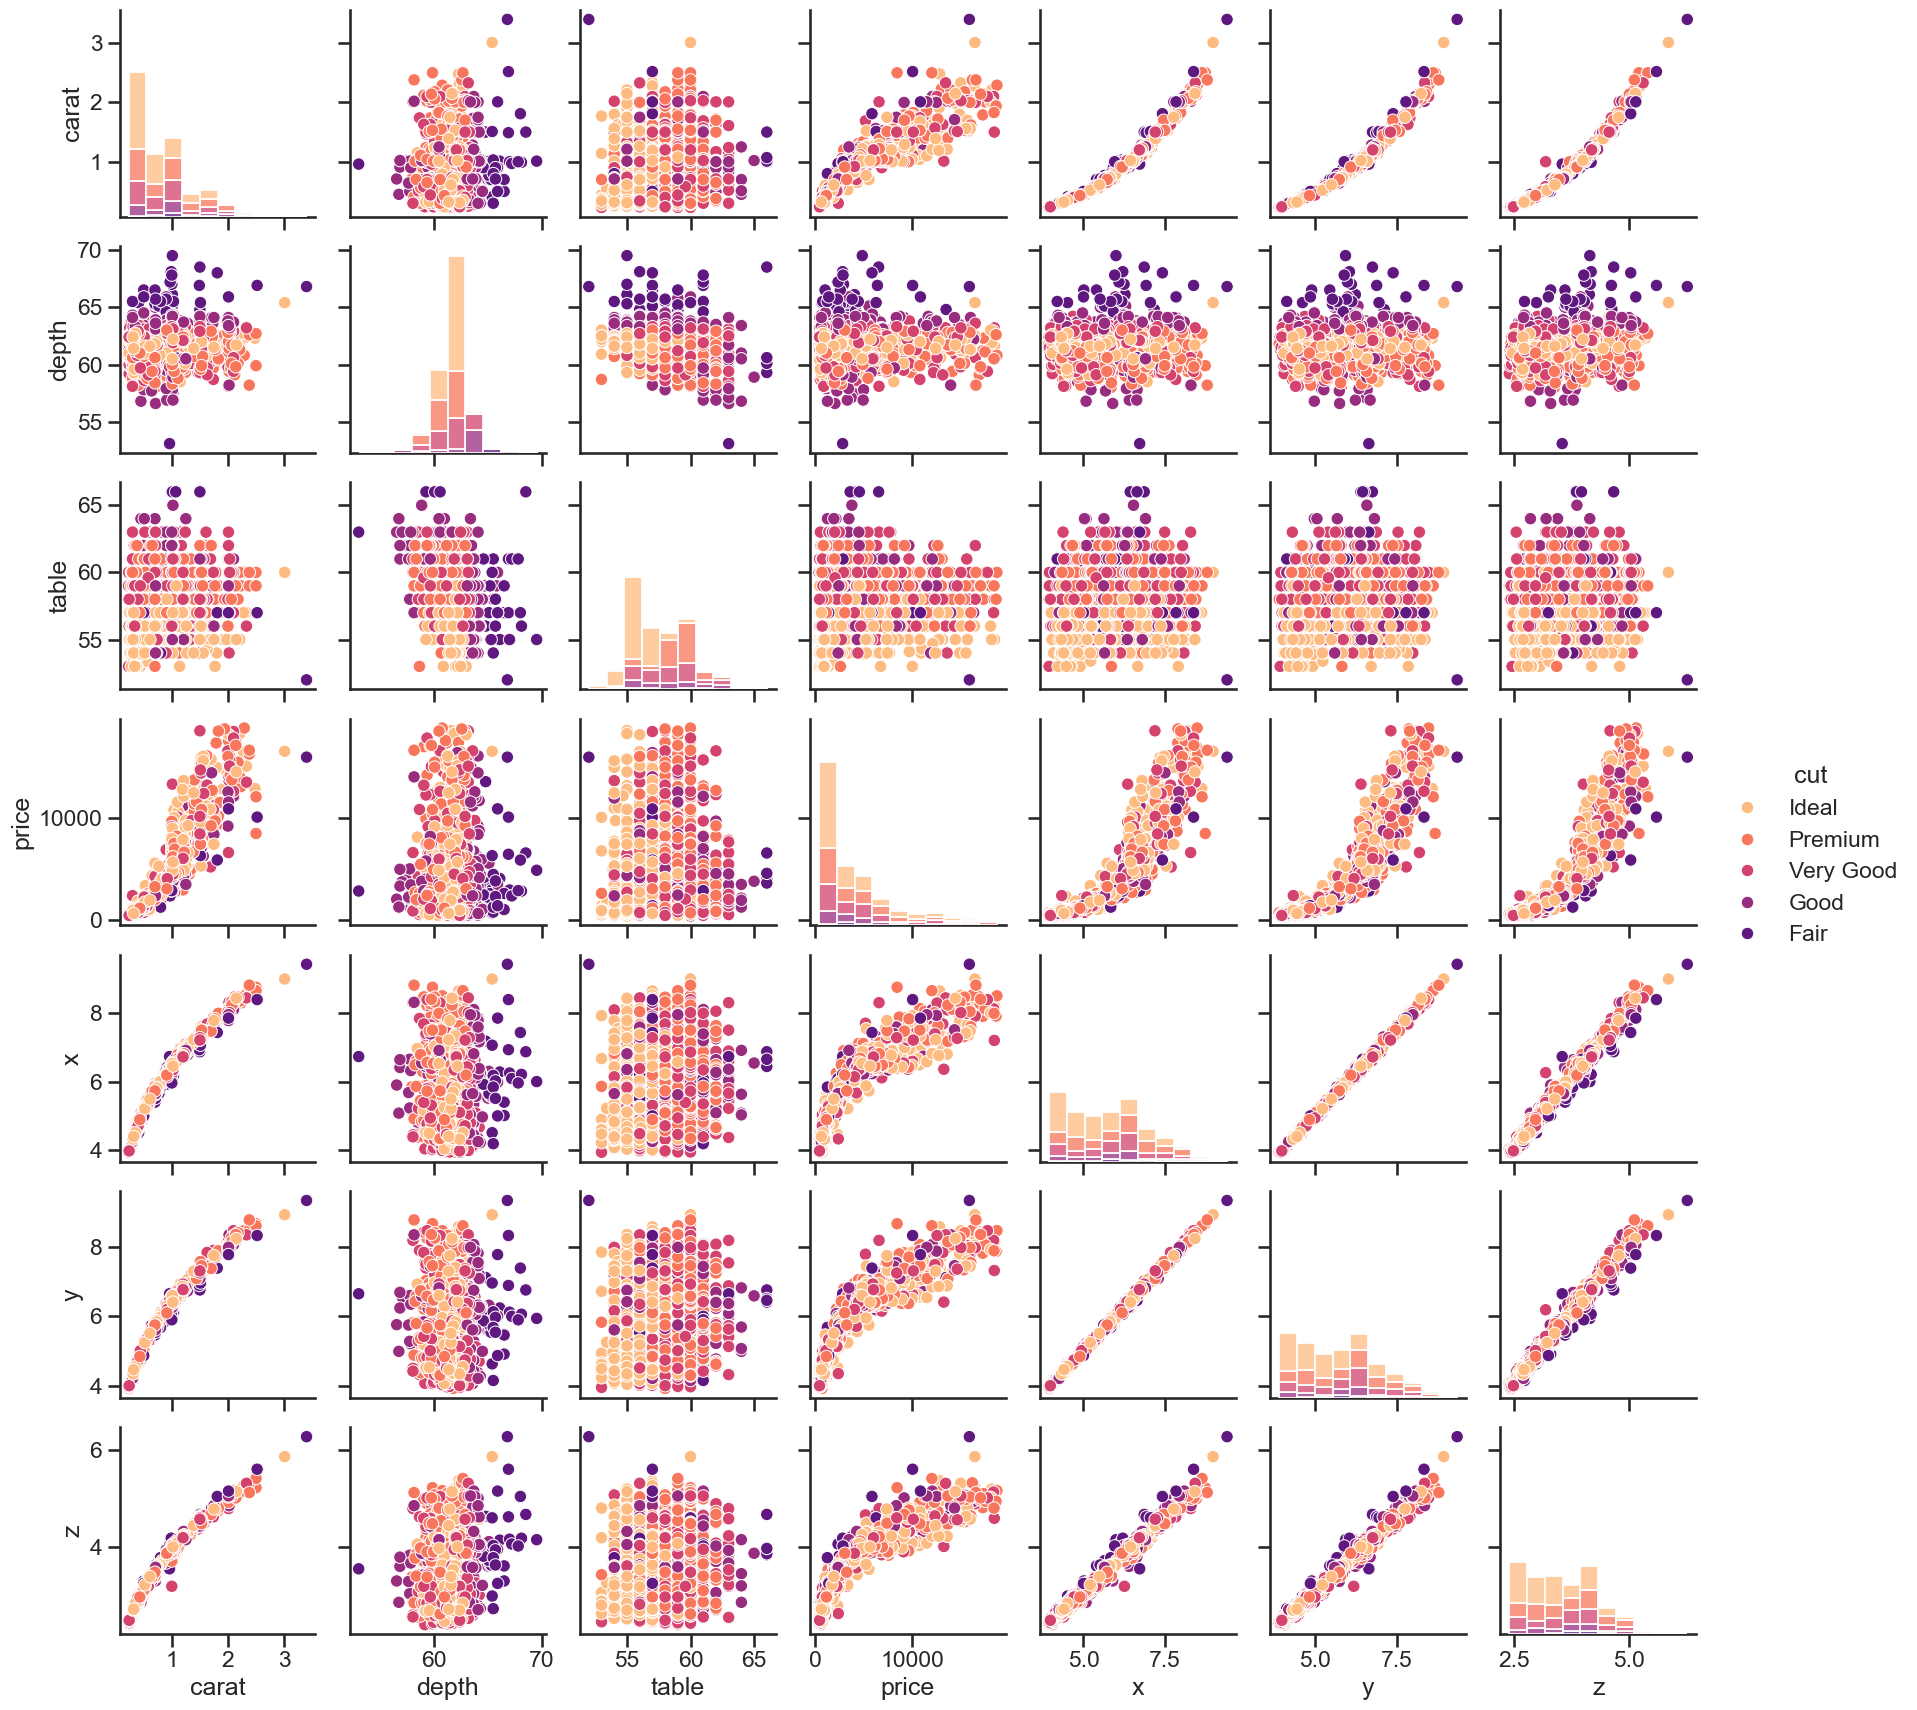 3
2
1
carat
70
65
60
55
depth
65
60
55
table
10000
0
price
cut
Ideal
Premium
Very Good
Good
Fair
8
6
4
x
8
6
4
y
6
4
z
1 2 3 60 70 55 60 65 0 10000 5.0 7.5 5.0 7.5 2.5 5.0
carat depth table price x y z